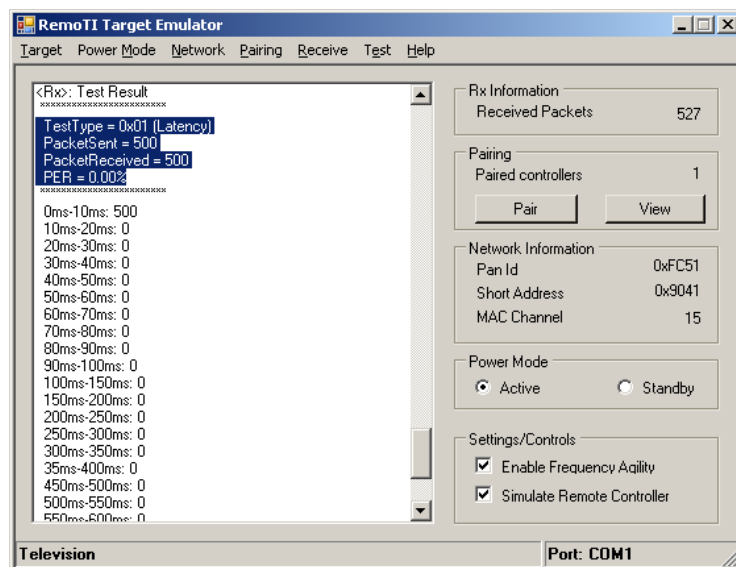 RemoTI Target Emulator
Target Power Mode Network Pairing Receive Test Help
<Rx>: Test Result
************************
TestType = 0x01 (Latency)
PacketSent = 500
PacketReceived = 500
PER = 0.00%
************************
0ms-10ms: 500
10ms-20ms: 0
20ms-30ms: 0
30ms-40ms: 0
40ms-50ms: 0
50ms-60ms: 0
60ms-70ms: 0
70ms-80ms: 0
80ms-90ms: 0
90ms-100ms: 0
100ms-150ms: 0
150ms-200ms: 0
200ms-250ms: 0
250ms-300ms: 0
300ms-350ms: 0
35ms-400ms: 0
450ms-500ms: 0
500ms-550ms: 0
550ms-600ms: 0
Rx Information
Received Packets 527
Pairing
Paired controllers 1
Pair View
Network Information
Pan Id 0xFC51
Short Address 0x9041
MAC Channel 15
Power Mode
Active Standby
Settings/Controls
Enable Frequency Agility
Simulate Remote Controller
Television Port: COM1